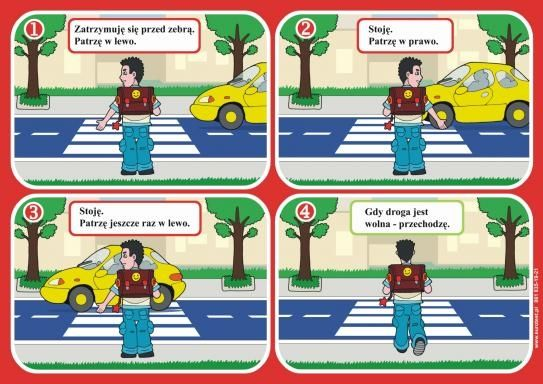 1
Zatrzymuję się przed zebrą.
Patrzę w lewo.
2
Stoję.
Patrzę w prawo.
3
Stoję.
Patrzę jeszcze raz w lewo.
4
Gdy droga jest
wolna - przechodzę.